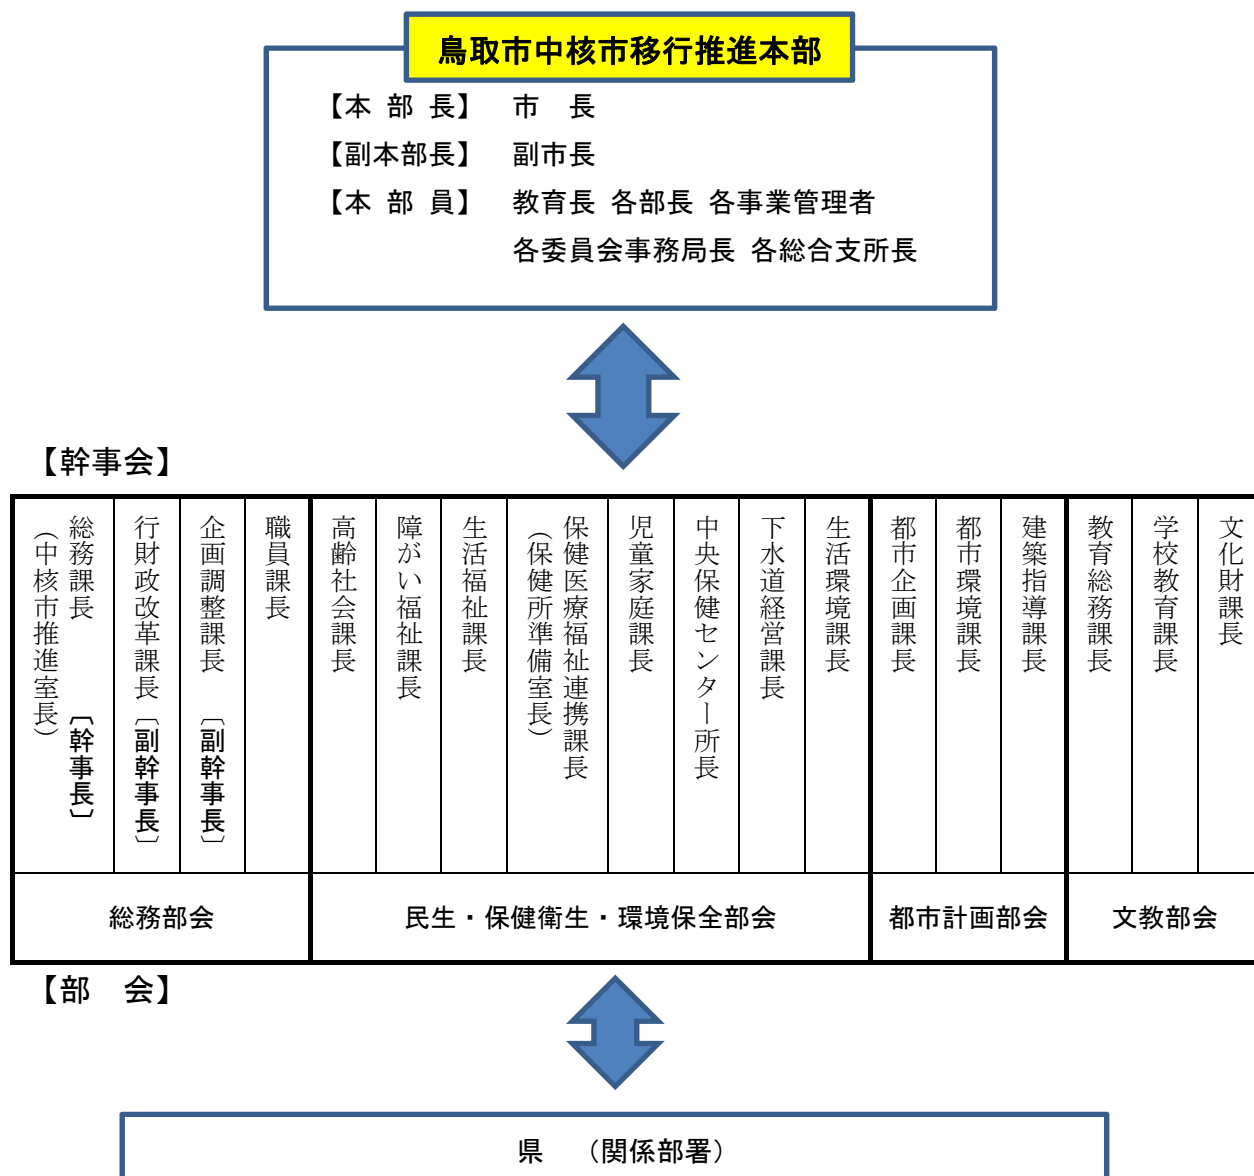 鳥取市中核市移行推進本部
【本 部 長】 市　長
【副本部長】 副市長
【本 部 員】 教育長 各部長 各事業管理者
各委員会事務局長 各総合支所長
【幹事会】
総務課長 〔幹事長〕
（中核市推進室長）
行財政改革課長〔副幹事長〕
企画調整課長 〔副幹事長〕
職員課長
高齢社会課長
障がい福祉課長
生活福祉課長
保健医療福祉連携課長
（保健所準備室長）
児童家庭課長
中央保健センター所長
下水道経営課長
生活環境課長
都市企画課長
都市環境課長
建築指導課長
教育総務課長
学校教育課長
文化財課長
総務部会
民生・保健衛生・環境保全部会
都市計画部会
文教部会
【部　会】
県　（関係部署）